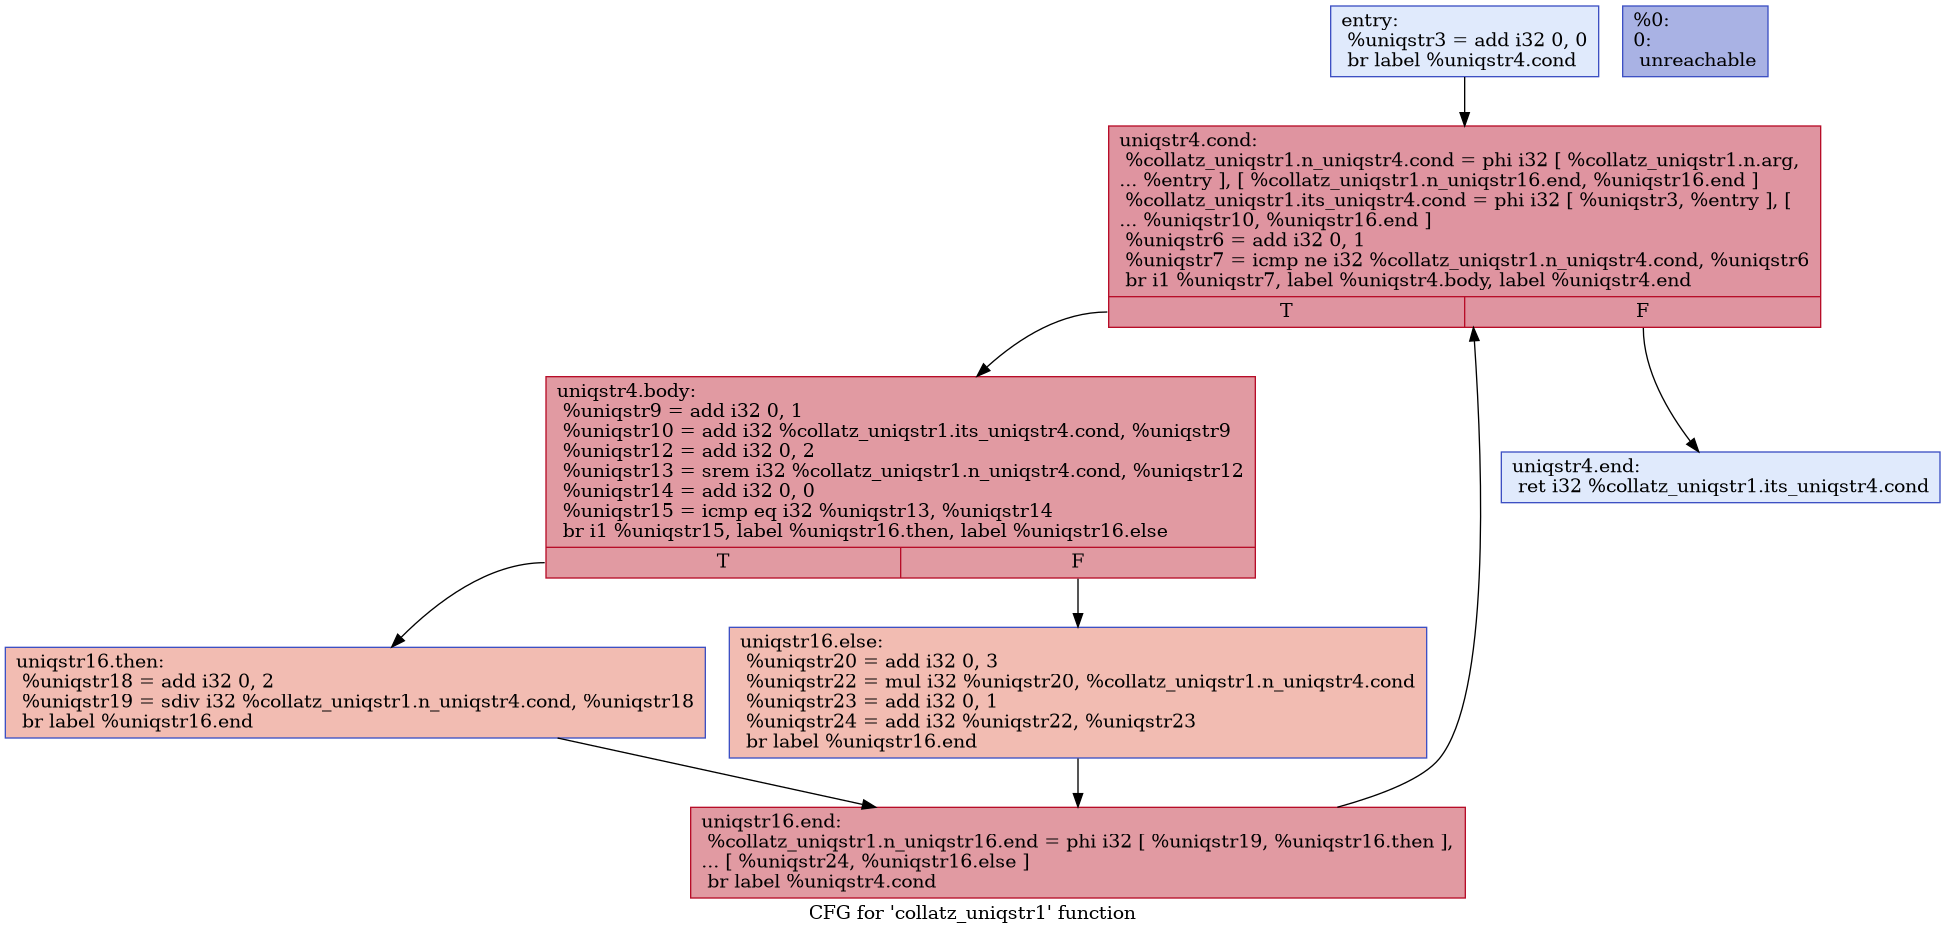 entry:
%uniqstr3 = add i32 0, 0
br label %uniqstr4.cond
%0:
0:
unreachable
uniqstr4.cond:
%collatz_uniqstr1.n_uniqstr4.cond = phi i32 [ %collatz_uniqstr1.n.arg,
... %entry ], [ %collatz_uniqstr1.n_uniqstr16.end, %uniqstr16.end ]
%collatz_uniqstr1.its_uniqstr4.cond = phi i32 [ %uniqstr3, %entry ], [
... %uniqstr10, %uniqstr16.end ]
%uniqstr6 = add i32 0, 1
%uniqstr7 = icmp ne i32 %collatz_uniqstr1.n_uniqstr4.cond, %uniqstr6
br i1 %uniqstr7, label %uniqstr4.body, label %uniqstr4.end
T F
uniqstr4.body:
%uniqstr9 = add i32 0, 1
%uniqstr10 = add i32 %collatz_uniqstr1.its_uniqstr4.cond, %uniqstr9
%uniqstr12 = add i32 0, 2
%uniqstr13 = srem i32 %collatz_uniqstr1.n_uniqstr4.cond, %uniqstr12
%uniqstr14 = add i32 0, 0
%uniqstr15 = icmp eq i32 %uniqstr13, %uniqstr14
br i1 %uniqstr15, label %uniqstr16.then, label %uniqstr16.else
T F
uniqstr4.end:
ret i32 %collatz_uniqstr1.its_uniqstr4.cond
uniqstr16.then:
%uniqstr18 = add i32 0, 2
%uniqstr19 = sdiv i32 %collatz_uniqstr1.n_uniqstr4.cond, %uniqstr18
br label %uniqstr16.end
uniqstr16.else:
%uniqstr20 = add i32 0, 3
%uniqstr22 = mul i32 %uniqstr20, %collatz_uniqstr1.n_uniqstr4.cond
%uniqstr23 = add i32 0, 1
%uniqstr24 = add i32 %uniqstr22, %uniqstr23
br label %uniqstr16.end
uniqstr16.end:
%collatz_uniqstr1.n_uniqstr16.end = phi i32 [ %uniqstr19, %uniqstr16.then ],
... [ %uniqstr24, %uniqstr16.else ]
br label %uniqstr4.cond
CFG for 'collatz_uniqstr1' function